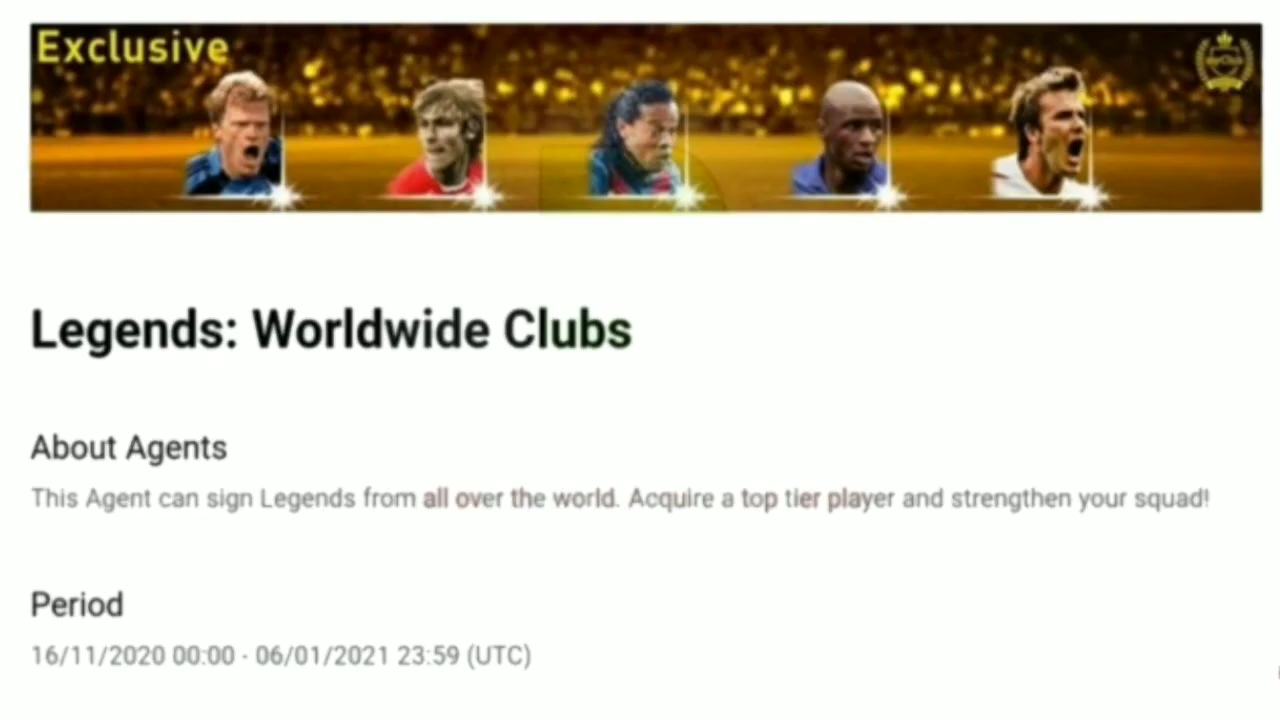 Exclusive
myClub
Legends: Worldwide Clubs
About Agents
This Agent can sign Legends from all over the world. Acquire a top tier player and strengthen your squad!
Period
16/11/2020 00:00 - 06/01/2021 23:59 (UTC)